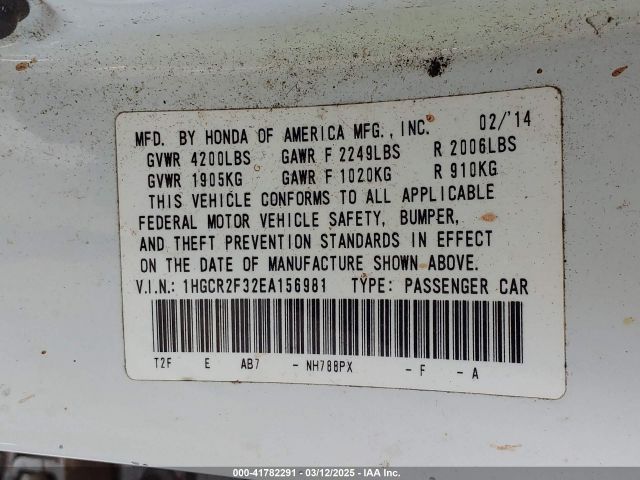 MFD. BY HONDA OF AMERICA MFG., INC. 02/'14
GVWR 4200LBS GAWR F 2249LBS R 2006LBS
GVWR 1905KG GAWR F 1020KG R 910KG
THIS VEHICLE CONFORMS TO ALL APPLICABLE
FEDERAL MOTOR VEHICLE SAFETY, BUMPER,
AND THEFT PREVENTION STANDARDS IN EFFECT
ON THE DATE OF MANUFACTURE SHOWN ABOVE.
V.I.N.: 1HGCR2F32EA156981 TYPE: PASSENGER CAR
T2F E AB7 - NH788PX - F - A
000-41782291 - 03/12/2025 - IAA Inc.